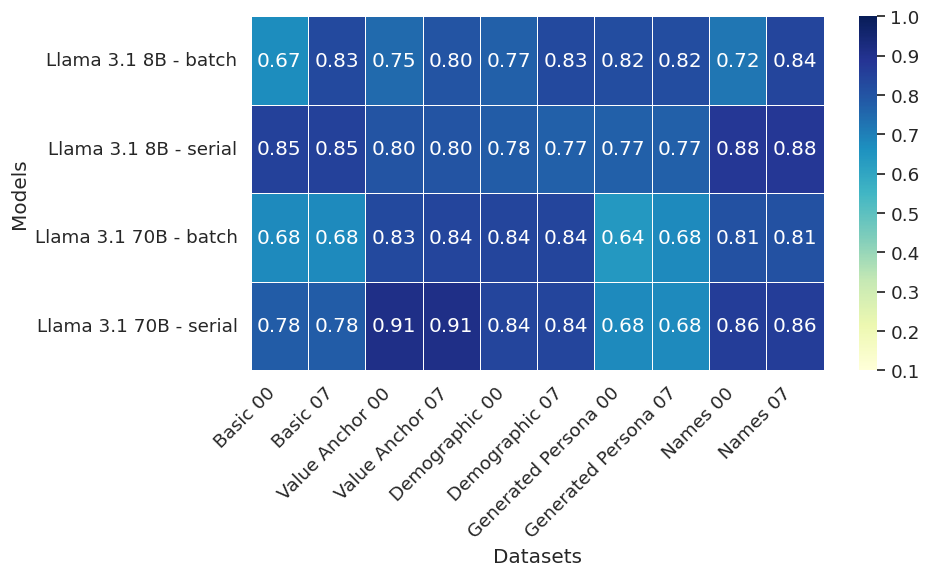 Models
Llama 3.1 8B - batch
0.67 0.83 0.75 0.80 0.77 0.83 0.82 0.82 0.72 0.84
Llama 3.1 8B - serial
0.85 0.85 0.80 0.80 0.78 0.77 0.77 0.77 0.88 0.88
Llama 3.1 70B - batch
0.68 0.68 0.83 0.84 0.84 0.84 0.64 0.68 0.81 0.81
Llama 3.1 70B - serial
0.78 0.78 0.91 0.91 0.84 0.84 0.68 0.68 0.86 0.86
Basic 00
Basic 07
Value Anchor 00
Value Anchor 07
Demographic 00
Demographic 07
Generated Persona 00
Generated Persona 07
Names 00
Names 07
Datasets
1.0
0.9
0.8
0.7
0.6
0.5
0.4
0.3
0.2
0.1